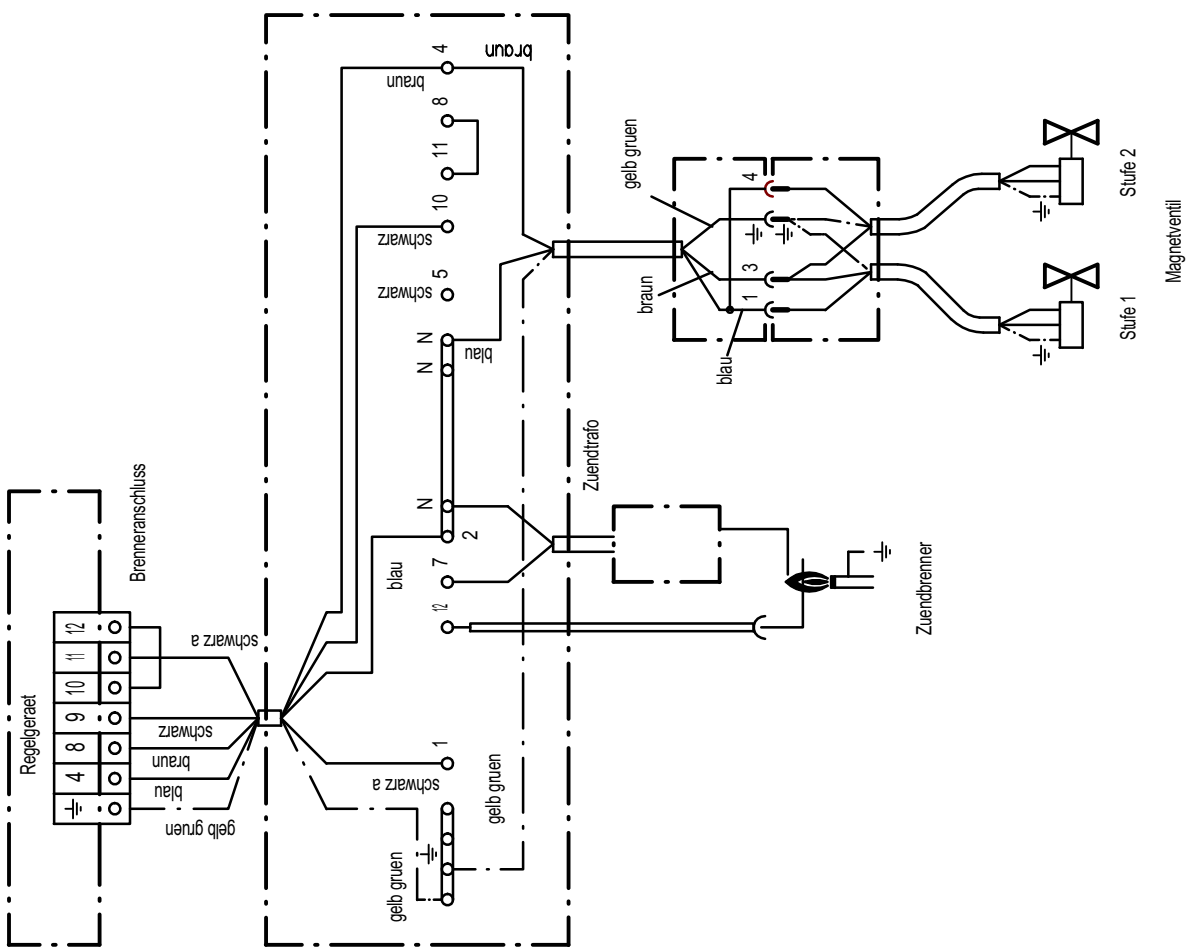 Regelgeraet
4
8
9
10
11
12
Brenneranschluss
gelb gruen
blau
braun
schwarz
schwarz a
gelb gruen
gelb gruen
schwarz a
1
12
7
2
N
blau
N
N
blau
5
schwarz
10
schwarz
11
8
4
braun
braun
Zuendtrafo
Zuendbrenner
gelb gruen
braun
blau
1
3
4
Stufe 1
Stufe 2
Magnetventil